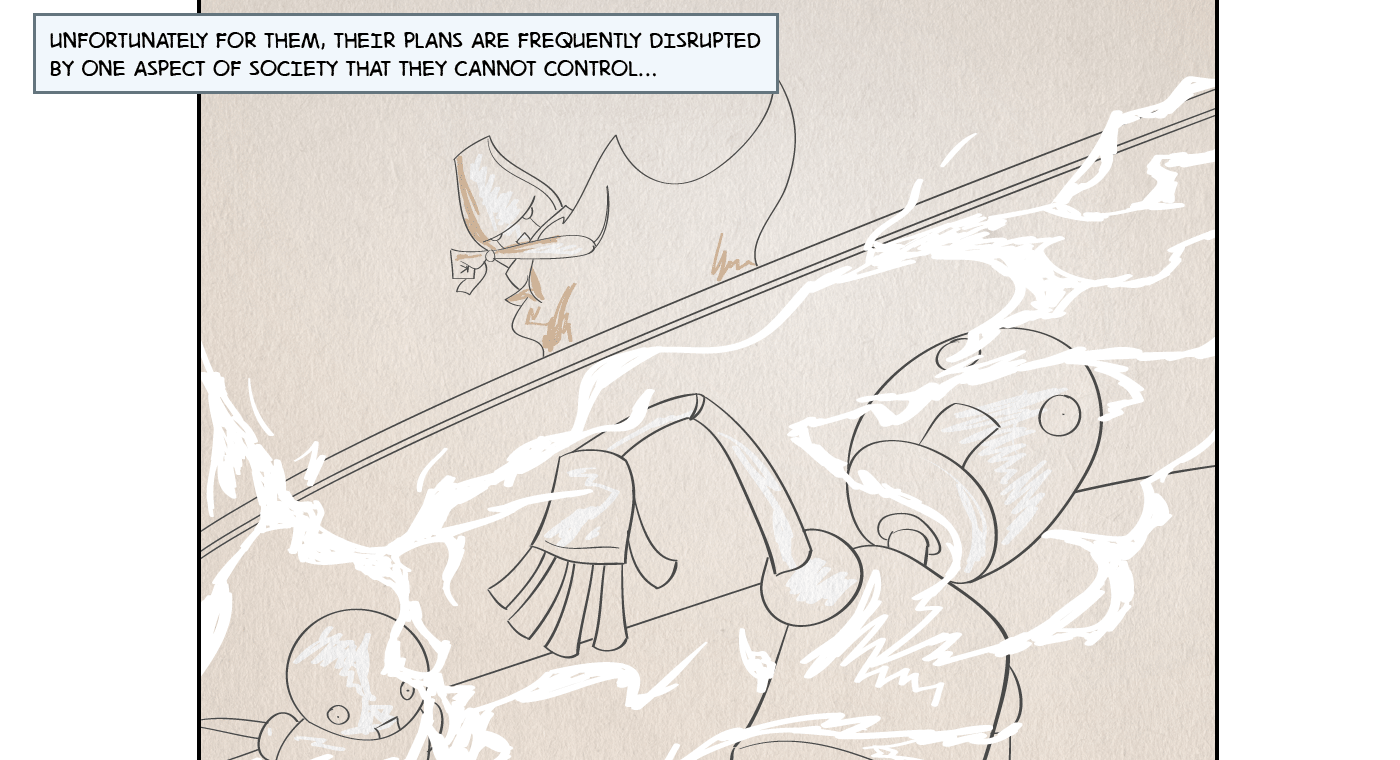 UNFORTUNATELY FOR THEM, THEIR PLANS ARE FREQUENTLY DISRUPTED
BY ONE ASPECT OF SOCIETY THAT THEY CANNOT CONTROL...